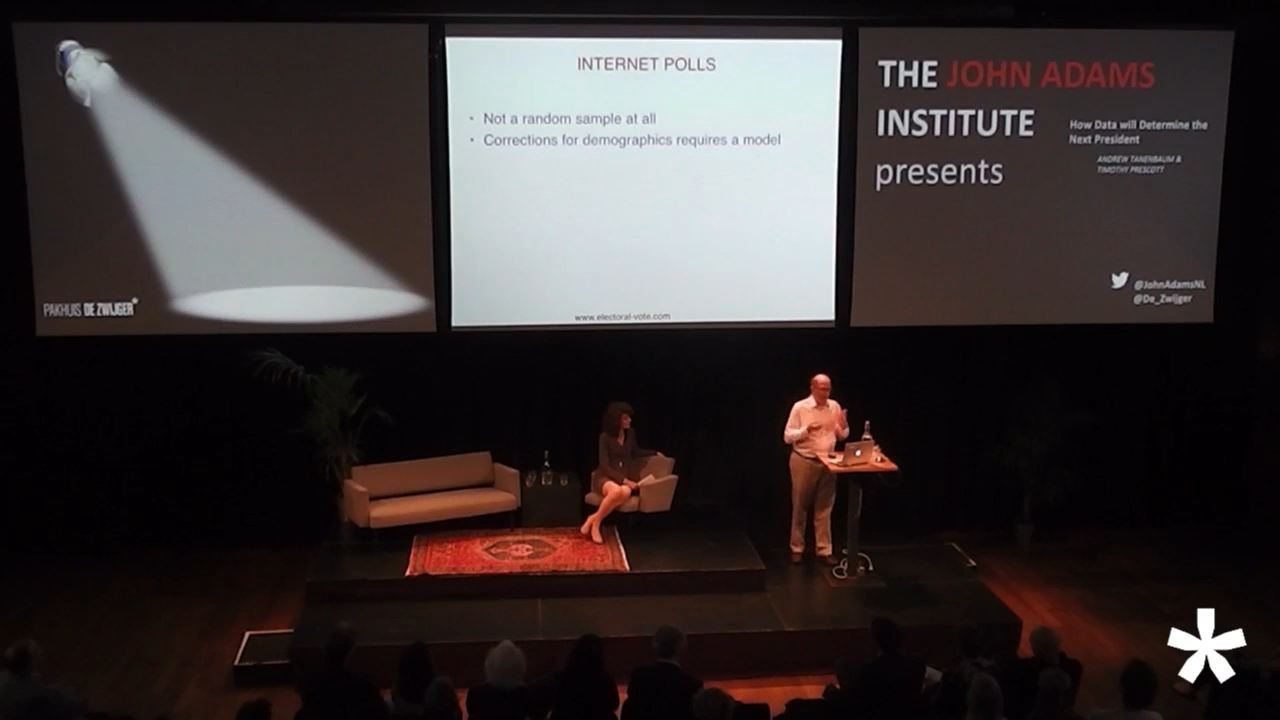 PAKHUIS DE ZWIJGER*
INTERNET POLLS
• Not a random sample at all
• Corrections for demographics requires a model
www.electoral-vote.com
THE JOHN ADAMS
INSTITUTE
presents
How Data will Determine the
Next President
ANDREW TANENBAUM &
TIMOTHY PRESCOTT
@JohnAdamsNL
@De_Zwijger